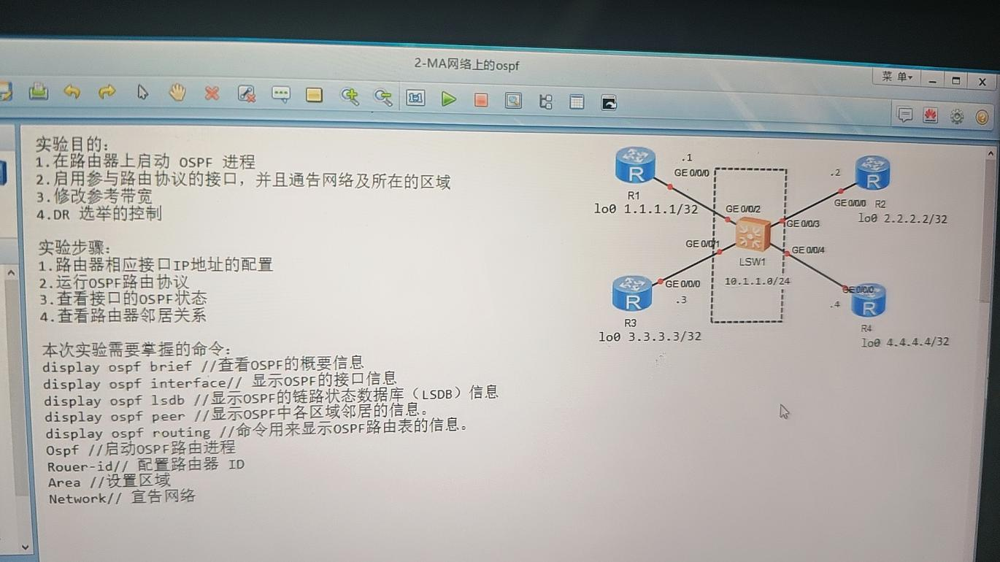 2-MA网络上的ospf
菜 单
实验目的:
1.在路由器上启动 OSPF 进程
2.启用参与路由协议的接口，并且通告网络及所在的区域
3.修改参考带宽
4.DR 选举的控制
实验步骤:
1.路由器相应接口IP地址的配置
2.运行OSPF路由协议
3.查看接口的OSPF状态
4.查看路由器邻居关系
本次实验需要掌握的命令:
display ospf brief //查看OSPF的概要信息
display ospf interface// 显示OSPF的接口信息
display ospf lsdb //显示OSPF的链路状态数据库（LSDB）信息
display ospf peer //显示OSPF中各区域邻居的信息。
display ospf routing //命令用来显示OSPF路由表的信息。
Ospf //启动OSPF路由进程
Rouer-id// 配置路由器 ID
Area //设置区域
Network// 宣告网络
.1
GE 0/0/0
R
R1
lo0 1.1.1.1/32
GE 0/0/2
.2
R
GE 0/0/0
R2
lo0 2.2.2.2/32
GE 0/0/3
GE 0/0/1
GE 0/0/4
LSW1
10.1.1.0/24
GE 0/0/0
R
.3
R3
lo0 3.3.3.3/32
GE 0/0/0
R
.4
R4
lo0 4.4.4.4/32